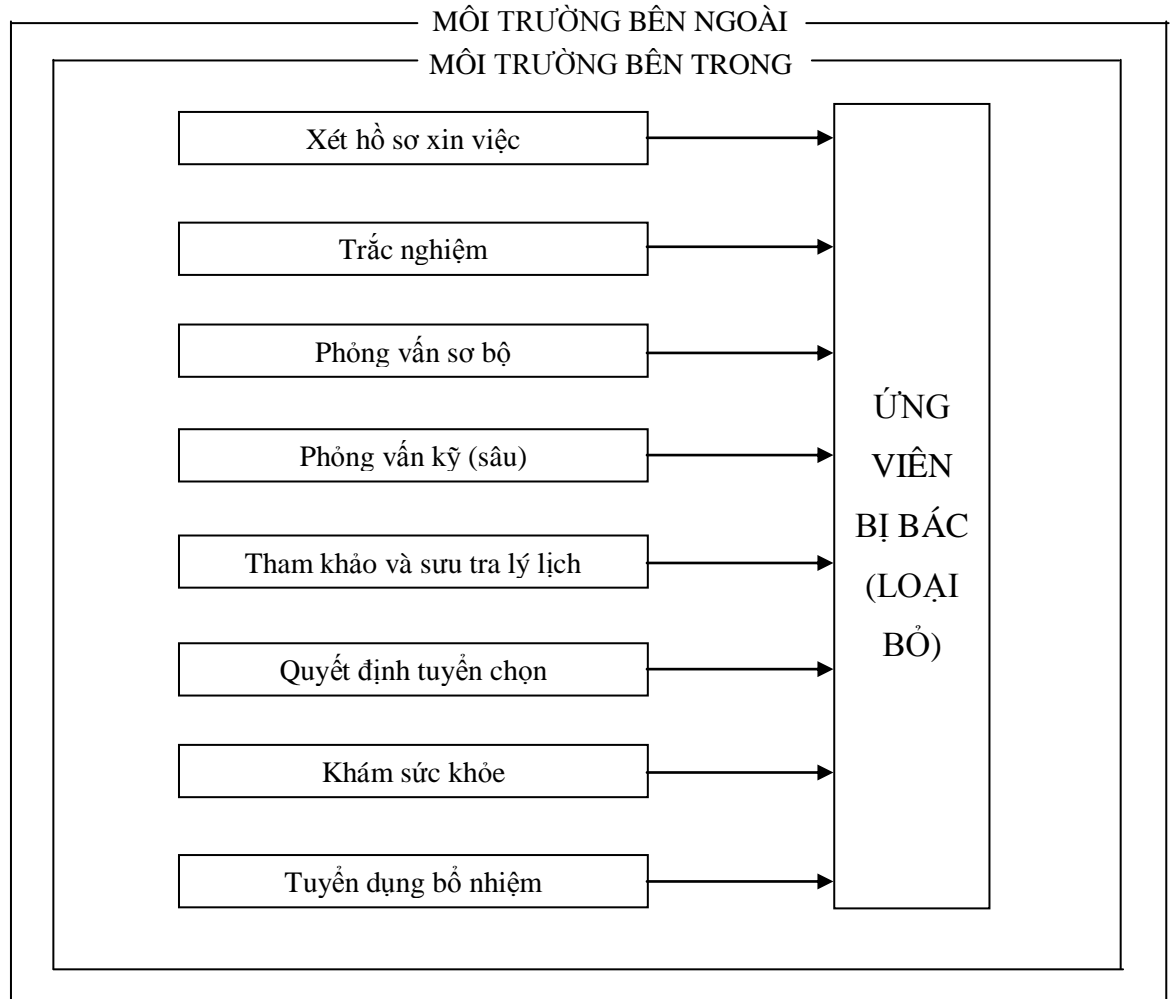 MÔI TRƯỜNG BÊN NGOÀI
MÔI TRƯỜNG BÊN TRONG
Xét hồ sơ xin việc
Trắc nghiệm
Phỏng vấn sơ bộ
Phỏng vấn kỹ (sâu)
Tham khảo và sưu tra lý lịch
Quyết định tuyển chọn
Khám sức khỏe
Tuyển dụng bổ nhiệm
ỨNG
VIÊN
BỊ BÁC
(LOẠI
BỎ)